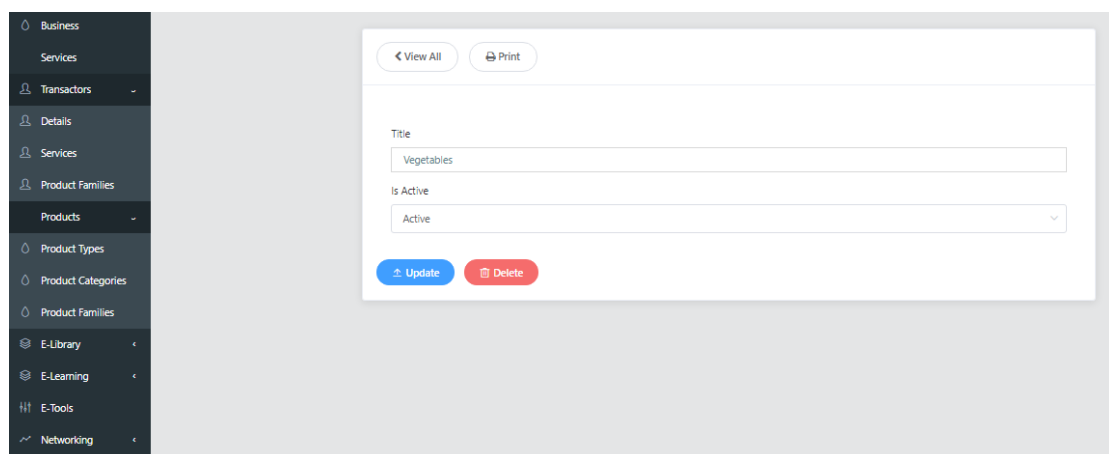 Business
Services
Transactors
Details
Services
Product Families
Products
Product Types
Product Categories
Product Families
E-Library
E-Learning
E-Tools
Networking
View All Print
Title
Vegetables
Is Active
Active
Update Delete